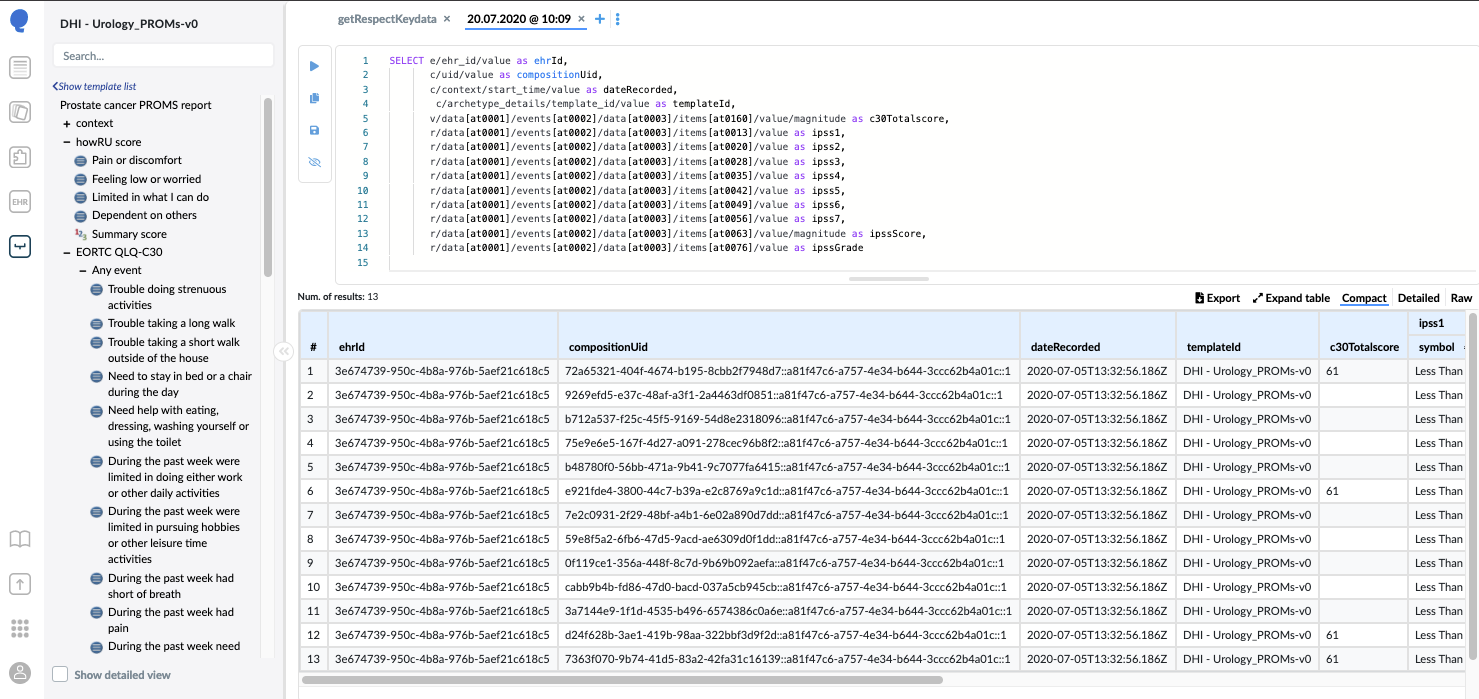 DHI - Urology_PROMs-v0
Search...
Show template list
Prostate cancer PROMS report
+ context
− howRU score
Pain or discomfort
Feeling low or worried
Limited in what I can do
Dependent on others
Summary score
− EORTC QLQ-C30
− Any event
Trouble doing strenuous
activities
Trouble taking a long walk
Trouble taking a short walk
outside of the house
Need to stay in bed or a chair
during the day
Need help with eating,
dressing, washing yourself or
using the toilet
During the past week were
limited in doing either work
or other daily activities
During the past week were
limited in pursuing hobbies
or other leisure time
activities
During the past week had
short of breath
During the past week had
pain
During the past week need
Show detailed view
EHR
getRespectKeydata × 20.07.2020 @ 10:09 × +
1 SELECT e/ehr_id/value as ehrId,
2 c/uid/value as compositionUid,
3 c/context/start_time/value as dateRecorded,
4 c/archetype_details/template_id/value as templateId,
5 v/data[at0001]/events[at0002]/data[at0003]/items[at0160]/value/magnitude as c30Totalscore,
6 r/data[at0001]/events[at0002]/data[at0003]/items[at0013]/value as ipss1,
7 r/data[at0001]/events[at0002]/data[at0003]/items[at0020]/value as ipss2,
8 r/data[at0001]/events[at0002]/data[at0003]/items[at0028]/value as ipss3,
9 r/data[at0001]/events[at0002]/data[at0003]/items[at0035]/value as ipss4,
10 r/data[at0001]/events[at0002]/data[at0003]/items[at0042]/value as ipss5,
11 r/data[at0001]/events[at0002]/data[at0003]/items[at0049]/value as ipss6,
12 r/data[at0001]/events[at0002]/data[at0003]/items[at0056]/value as ipss7,
13 r/data[at0001]/events[at0002]/data[at0003]/items[at0063]/value/magnitude as ipssScore,
14 r/data[at0001]/events[at0002]/data[at0003]/items[at0076]/value as ipssGrade
15
Num. of results: 13 Export Expand table Compact Detailed Raw
ipss1
# ehrId compositionUid dateRecorded templateId c30Totalscore symbol
1 3e674739-950c-4b8a-976b-5aef21c618c5 72a65321-404f-4674-b195-8cbb2f7948d7::a81f47c6-a757-4e34-b644-3ccc62b4a01c::1 2020-07-05T13:32:56.186Z DHI - Urology_PROMs-v0 61 Less Than
2 3e674739-950c-4b8a-976b-5aef21c618c5 9269efd5-e37c-48af-a3f1-2a4463df0851::a81f47c6-a757-4e34-b644-3ccc62b4a01c::1 2020-07-05T13:32:56.186Z DHI - Urology_PROMs-v0 Less Than
3 3e674739-950c-4b8a-976b-5aef21c618c5 b712a537-f25c-45f5-9169-54d8e2318096::a81f47c6-a757-4e34-b644-3ccc62b4a01c::1 2020-07-05T13:32:56.186Z DHI - Urology_PROMs-v0 Less Than
4 3e674739-950c-4b8a-976b-5aef21c618c5 75e9e6e5-167f-4d27-a091-278cec96b8f2::a81f47c6-a757-4e34-b644-3ccc62b4a01c::1 2020-07-05T13:32:56.186Z DHI - Urology_PROMs-v0 Less Than
5 3e674739-950c-4b8a-976b-5aef21c618c5 b48780f0-56bb-471a-9b41-9c7077fa6415::a81f47c6-a757-4e34-b644-3ccc62b4a01c::1 2020-07-05T13:32:56.186Z DHI - Urology_PROMs-v0 Less Than
6 3e674739-950c-4b8a-976b-5aef21c618c5 e921fde4-3800-44c7-b39a-e2c8769a9c1d::a81f47c6-a757-4e34-b644-3ccc62b4a01c::1 2020-07-05T13:32:56.186Z DHI - Urology_PROMs-v0 61 Less Than
7 3e674739-950c-4b8a-976b-5aef21c618c5 7e2c0931-2f29-48bf-a4b1-6e02a890d7dd::a81f47c6-a757-4e34-b644-3ccc62b4a01c::1 2020-07-05T13:32:56.186Z DHI - Urology_PROMs-v0 Less Than
8 3e674739-950c-4b8a-976b-5aef21c618c5 59e8f5a2-6fb6-47d5-9acd-ae6309d0f1dd::a81f47c6-a757-4e34-b644-3ccc62b4a01c::1 2020-07-05T13:32:56.186Z DHI - Urology_PROMs-v0 Less Than
9 3e674739-950c-4b8a-976b-5aef21c618c5 0f119ce1-356a-448f-8c7d-9b69b092aefa::a81f47c6-a757-4e34-b644-3ccc62b4a01c::1 2020-07-05T13:32:56.186Z DHI - Urology_PROMs-v0 Less Than
10 3e674739-950c-4b8a-976b-5aef21c618c5 cabb9b4b-fd86-47d0-bacd-037a5cb945cb::a81f47c6-a757-4e34-b644-3ccc62b4a01c::1 2020-07-05T13:32:56.186Z DHI - Urology_PROMs-v0 Less Than
11 3e674739-950c-4b8a-976b-5aef21c618c5 3a7144e9-1f1d-4535-b496-6574386c0a6e::a81f47c6-a757-4e34-b644-3ccc62b4a01c::1 2020-07-05T13:32:56.186Z DHI - Urology_PROMs-v0 Less Than
12 3e674739-950c-4b8a-976b-5aef21c618c5 d24f628b-3ae1-419b-98aa-322bbf3d9f2d::a81f47c6-a757-4e34-b644-3ccc62b4a01c::1 2020-07-05T13:32:56.186Z DHI - Urology_PROMs-v0 61 Less Than
13 3e674739-950c-4b8a-976b-5aef21c618c5 7363f070-9b74-41d5-83a2-42fa31c16139::a81f47c6-a757-4e34-b644-3ccc62b4a01c::1 2020-07-05T13:32:56.186Z DHI - Urology_PROMs-v0 61 Less Than